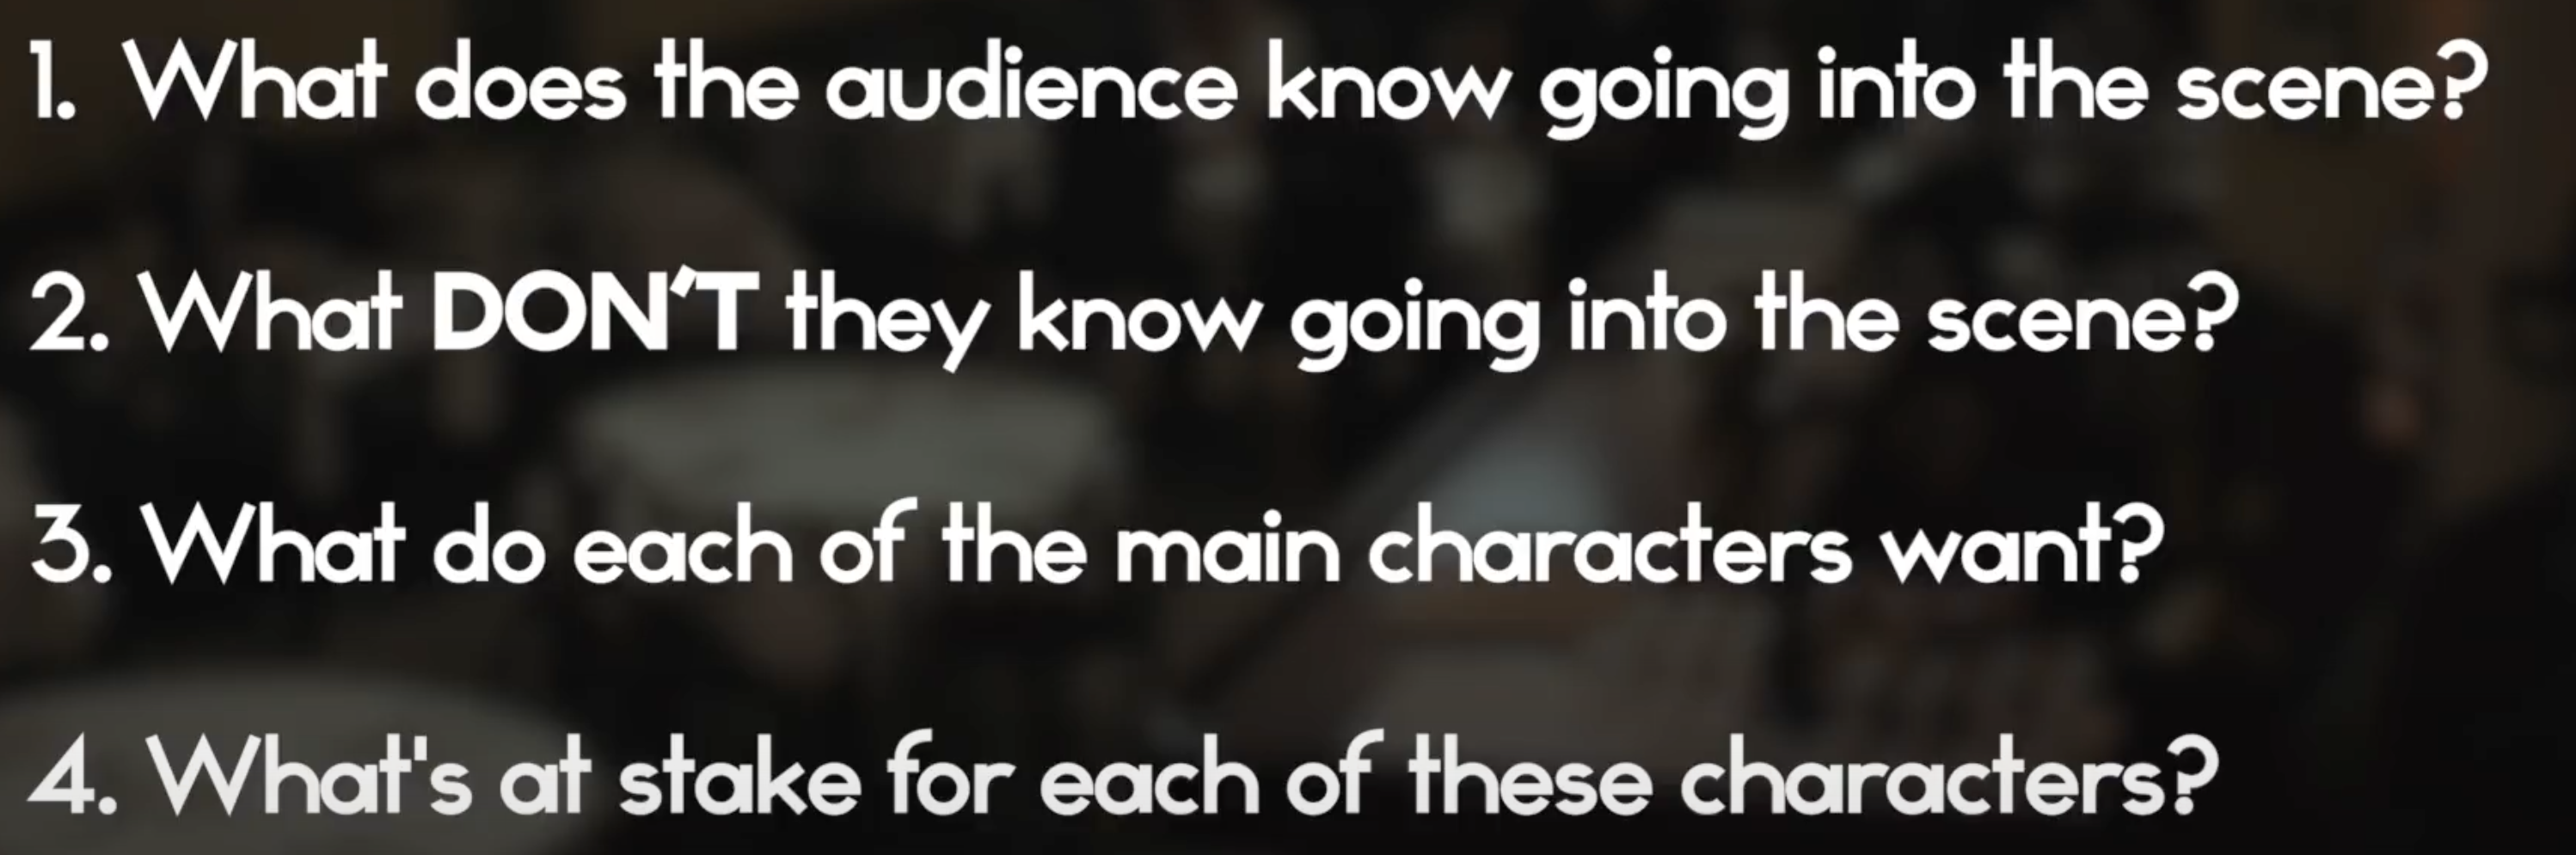 1. What does the audience know going into the scene?
2. What DON'T they know going into the scene?
3. What do each of the main characters want?
4. What's at stake for each of these characters?